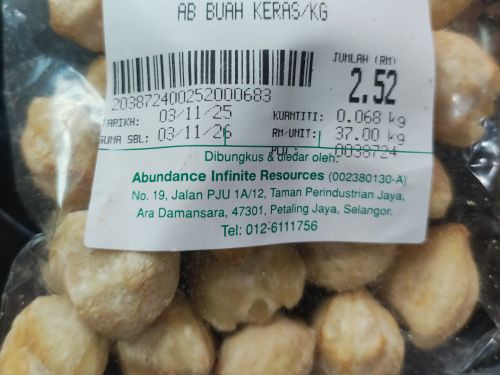 AB BUAH KERAS/KG
JUMLAH (RM)
2.52
203872400252000683
TARIKH: 03/11/25
KUANTITI: 0.068 kg
GUNA SBL: 03/11/26
RM/UNIT: 37.00 kg
PLU: 0038724
Dibungkus & diedar oleh:
Abundance Infinite Resources (002380130-A)
No. 19, Jalan PJU 1A/12, Taman Perindustrian Jaya,
Ara Damansara, 47301, Petaling Jaya, Selangor.
Tel: 012-6111756